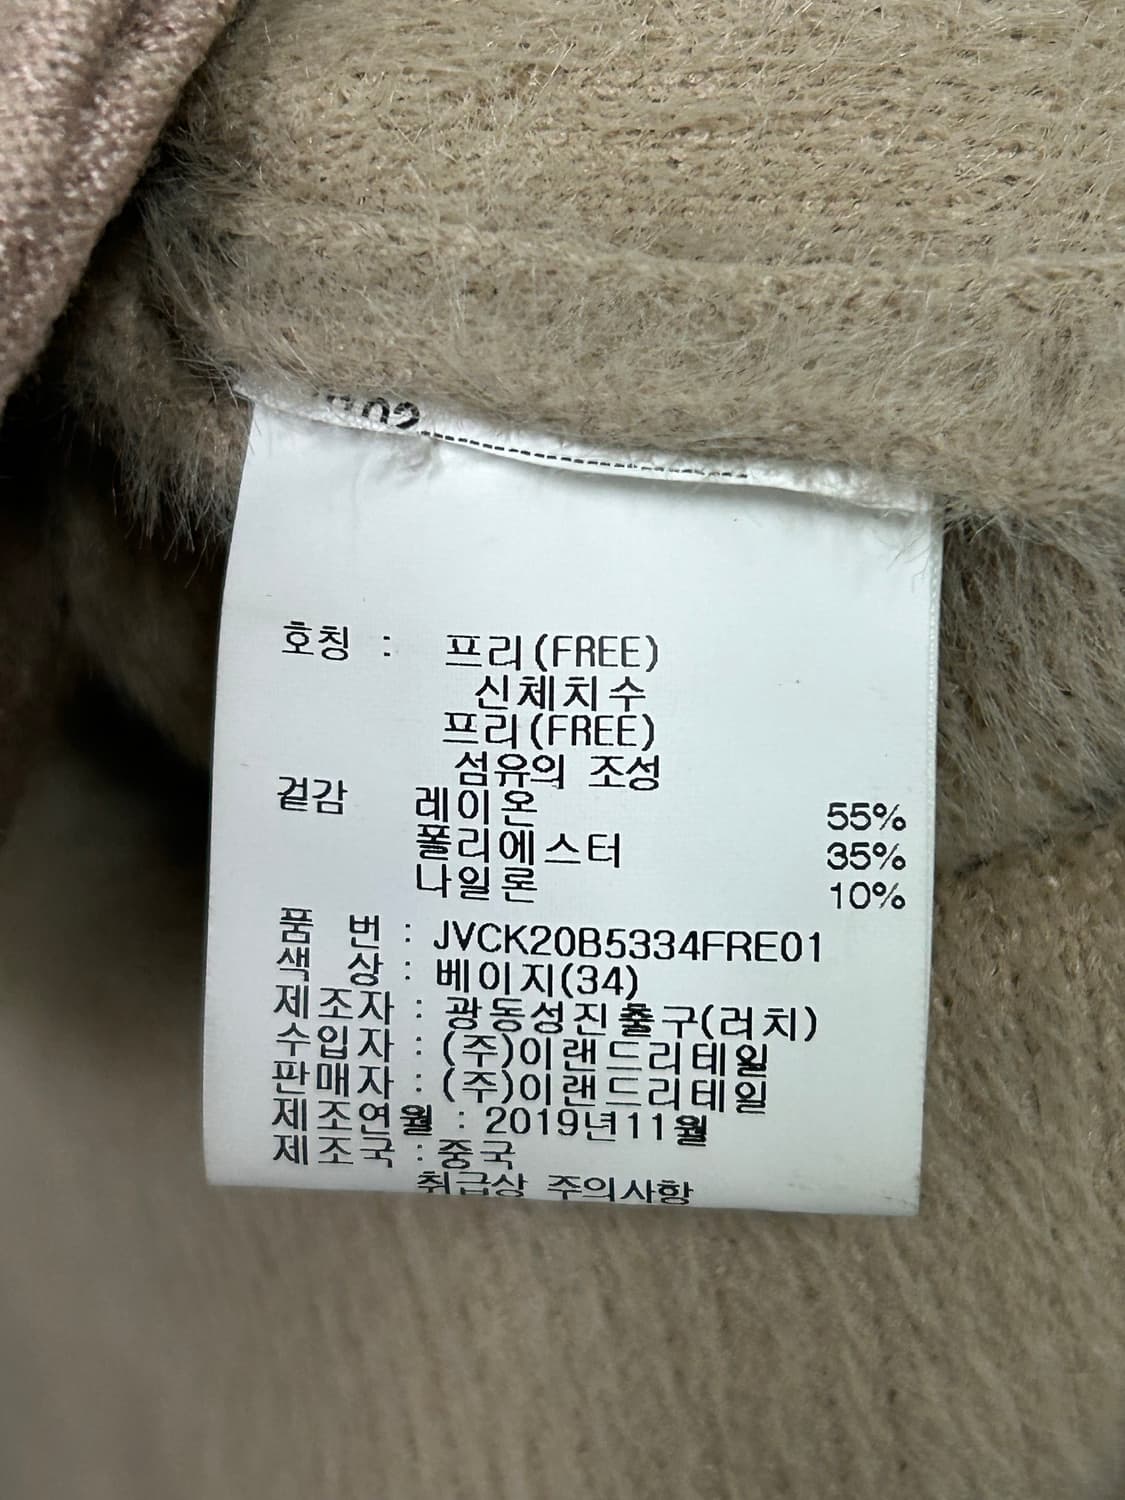 02
호칭 : 프리(FREE)
신체치수
프리(FREE)
섬유의 조성
겉감 레이온 55%
폴리에스터 35%
나일론 10%
품 번 : JVCK20B5334FRE01
색 상 : 베이지(34)
제조자 : 광동성진출구(러치)
수입자 : (주)이랜드리테일
판매자 : (주)이랜드리테일
제조연월 : 2019년11월
제조국 : 중국
취급상 주의사항